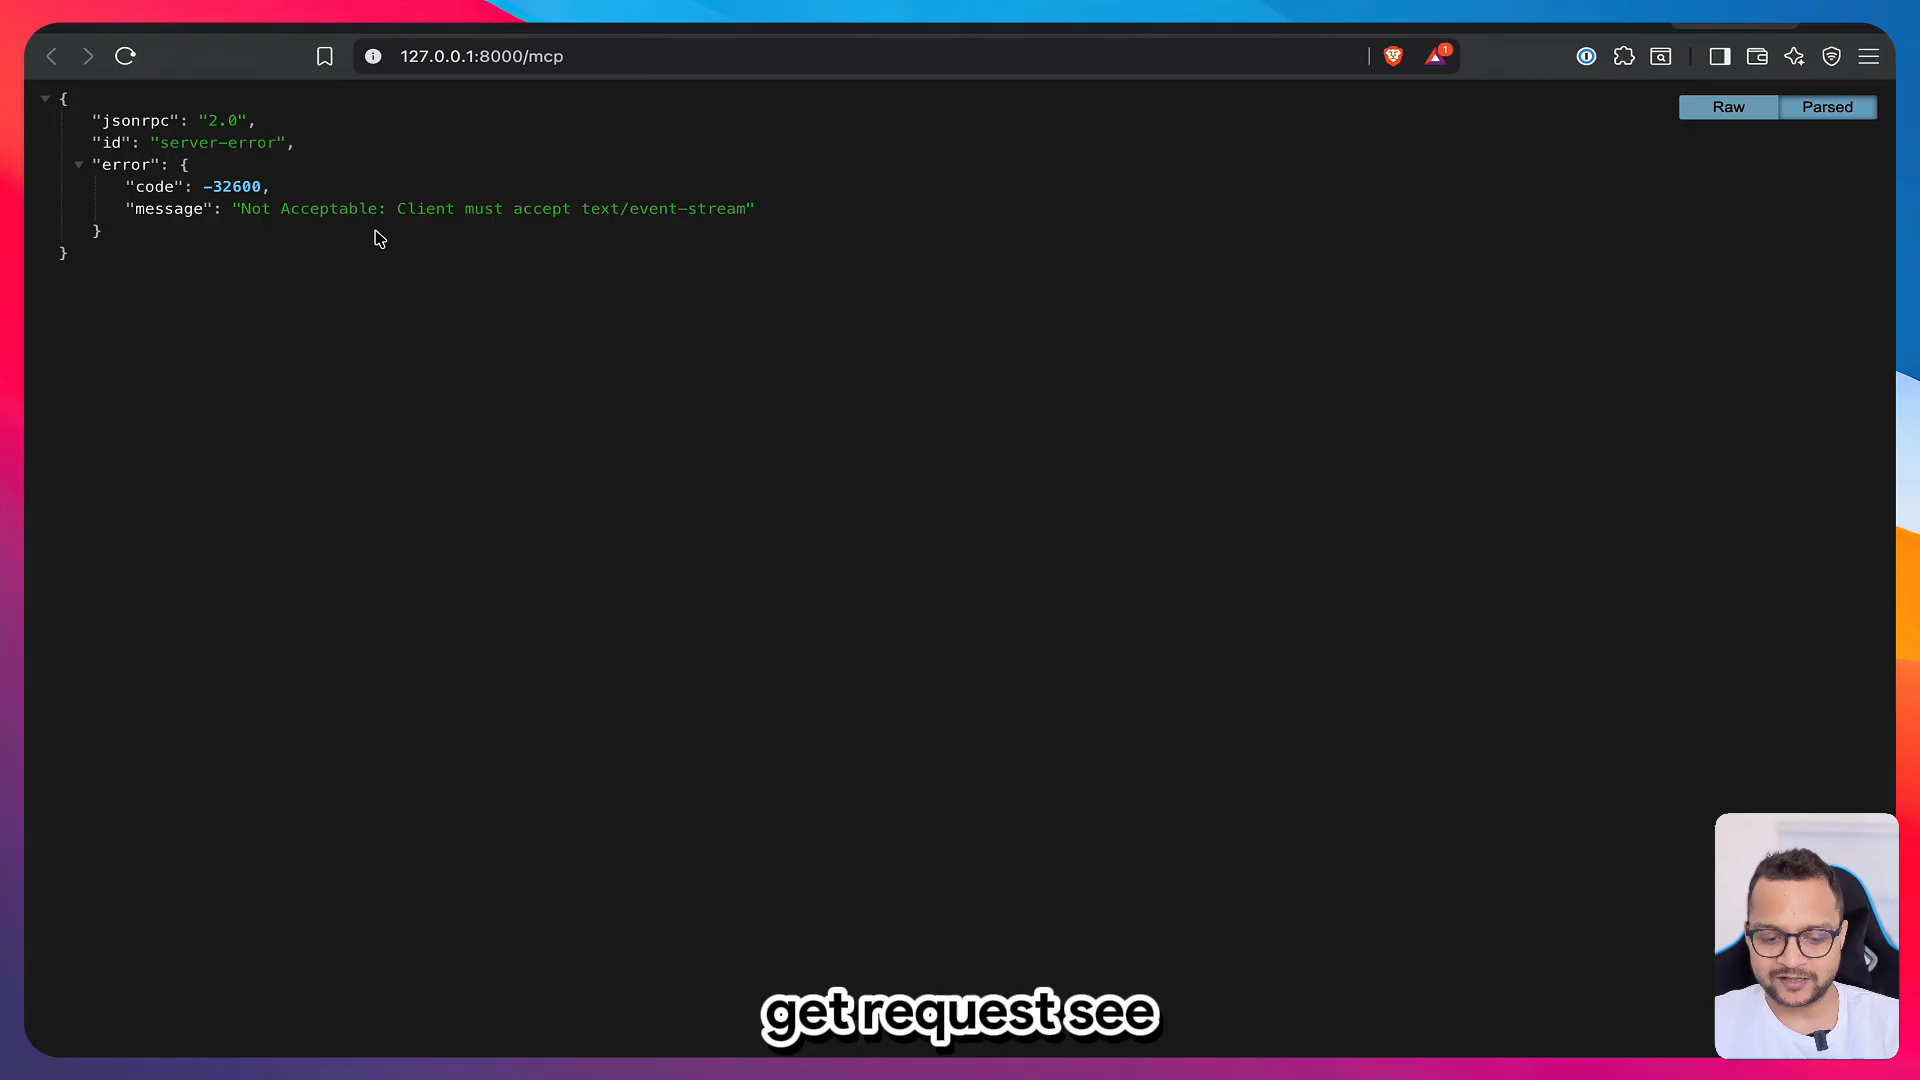 127.0.0.1:8000/mcp
1
Raw
Parsed
{
"jsonrpc": "2.0",
"id": "server-error",
"error": {
"code": -32600,
"message": "Not Acceptable: Client must accept text/event-stream"
}
}
get request see